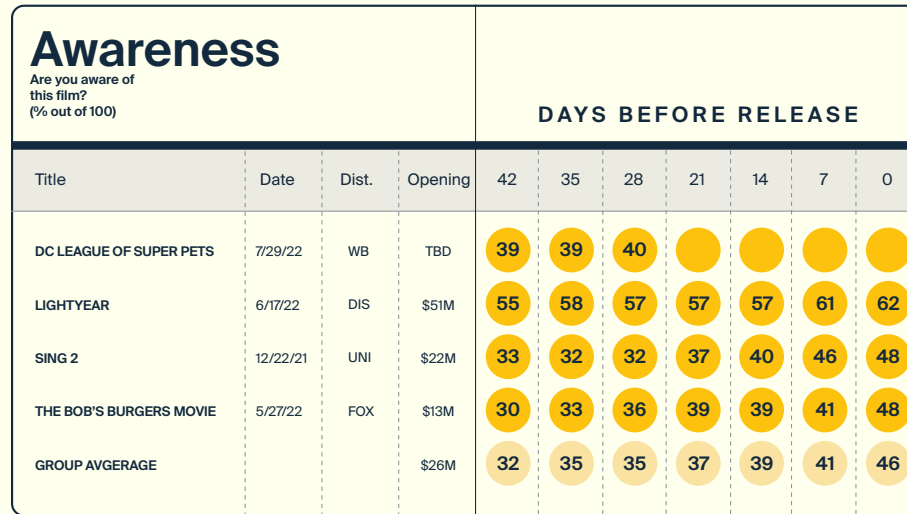 Awareness
Are you aware of
this film?
(% out of 100)
DAYS BEFORE RELEASE
Title Date Dist. Opening 42 35 28 21 14 7 0
DC LEAGUE OF SUPER PETS 7/29/22 WB TBD 39 39 40
LIGHTYEAR 6/17/22 DIS $51M 55 58 57 57 57 61 62
SING 2 12/22/21 UNI $22M 33 32 32 37 40 46 48
THE BOB'S BURGERS MOVIE 5/27/22 FOX $13M 30 33 36 39 39 41 48
GROUP AVGERAGE $26M 32 35 35 37 39 41 46